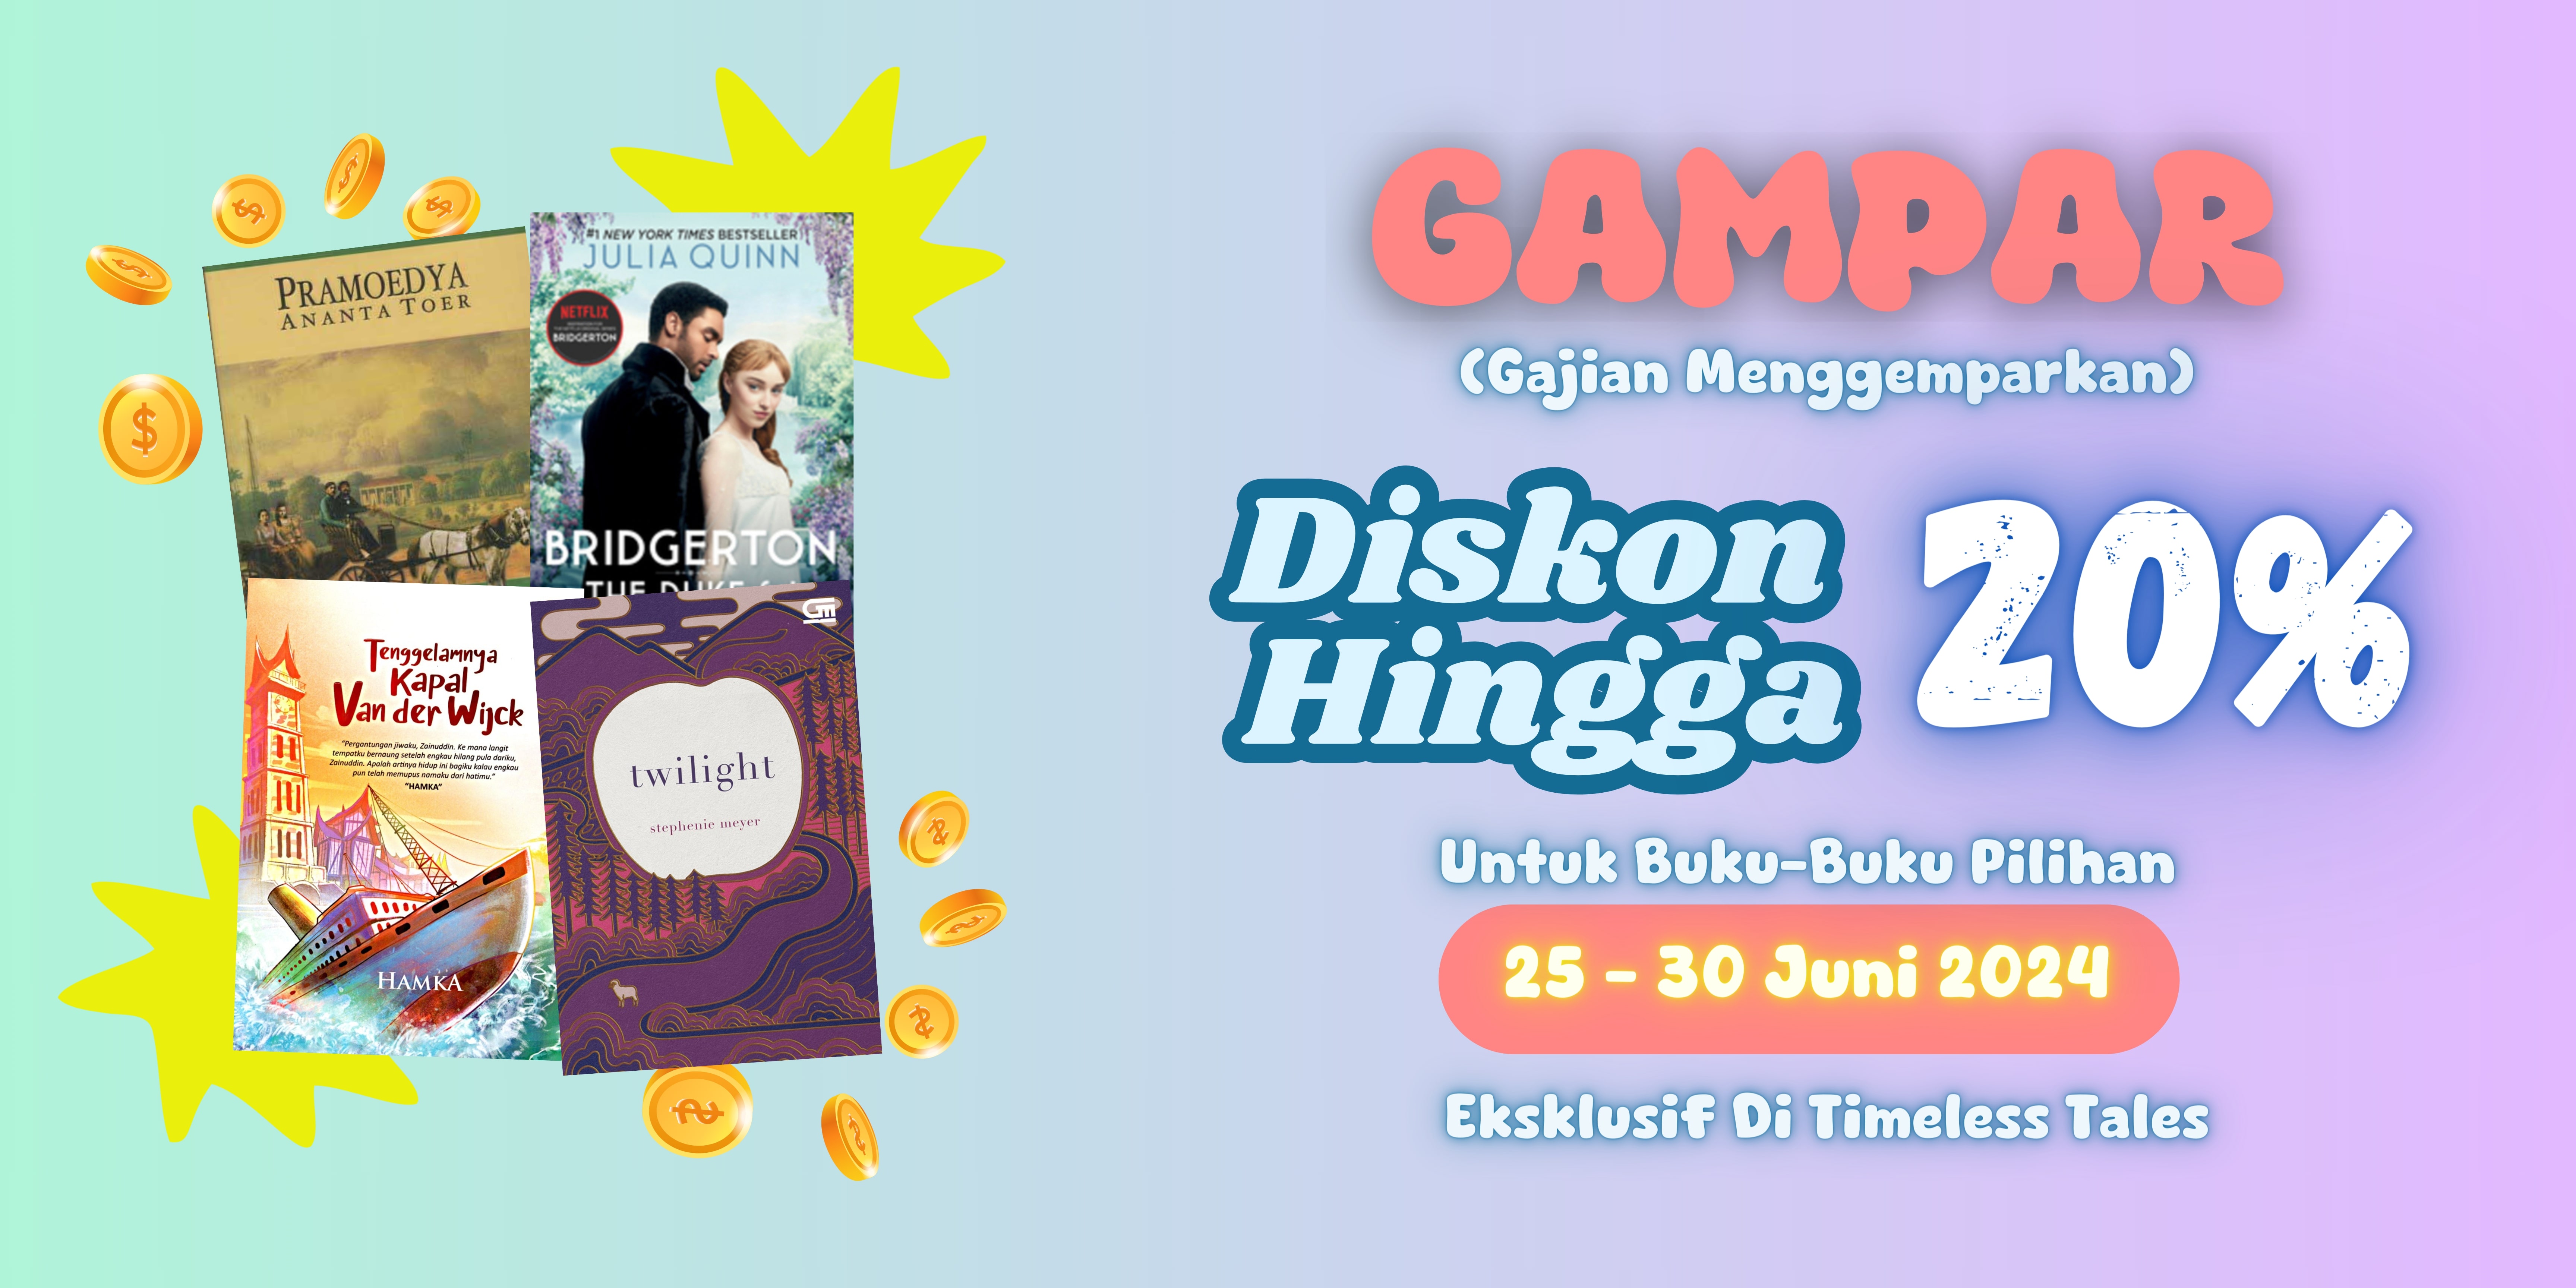 PRAMOEDYA
ANANTA TOER
#1 NEW YORK TIMES BESTSELLER
JULIA QUINN
NETFLIX
BRIDGERTON
BRIDGERTON
Tenggelamnya
Kapal
Van der Wijck
"Pergantungan jiwaku, Zainuddin. Ke mana langit
tempatku bernaung setelah engkau hilang pula dariku,
Zainuddin. Apalah artinya hidup ini bagiku kalau engkau
pun telah memupus namaku dari hatimu."
"HAMKA"
HAMKA
twilight
stephenie meyer
GAMPAR
(Gajian Menggemparkan)
Diskon
Hingga
20%
Untuk Buku-Buku Pilihan
25 - 30 Juni 2024
Eksklusif Di Timeless Tales